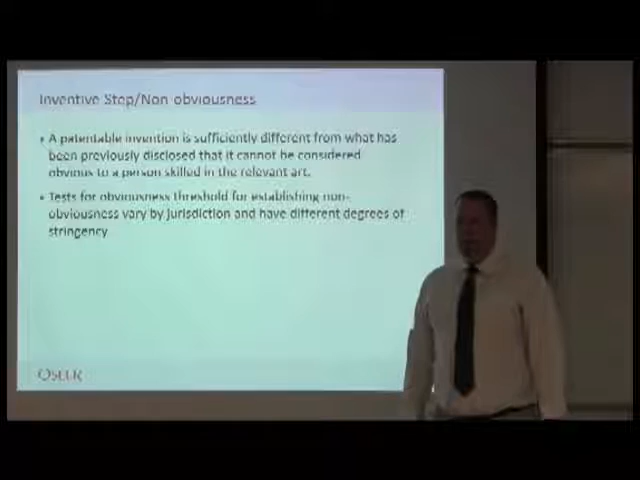 Inventive Step/Non obviousness
A patentable invention is sufficiently different from what has
been previously disclosed that it cannot be considered
obvious to a person skilled in the relevant art.
Tests for obviousness threshold for establishing non-
obviousness vary by jurisdiction and have different degrees of
stringency